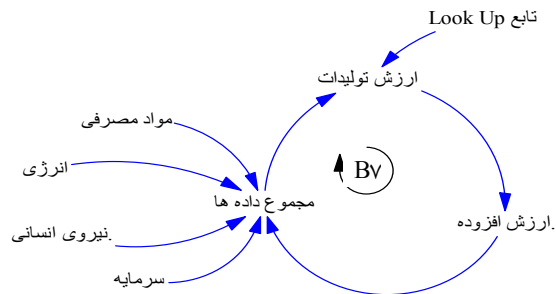 تابع Look Up
ارزش تولیدات
مواد مصرفی
انرژی
B۷
مجموع داده ها
ارزش افزوده.
نیروی انسانی.
سرمایه